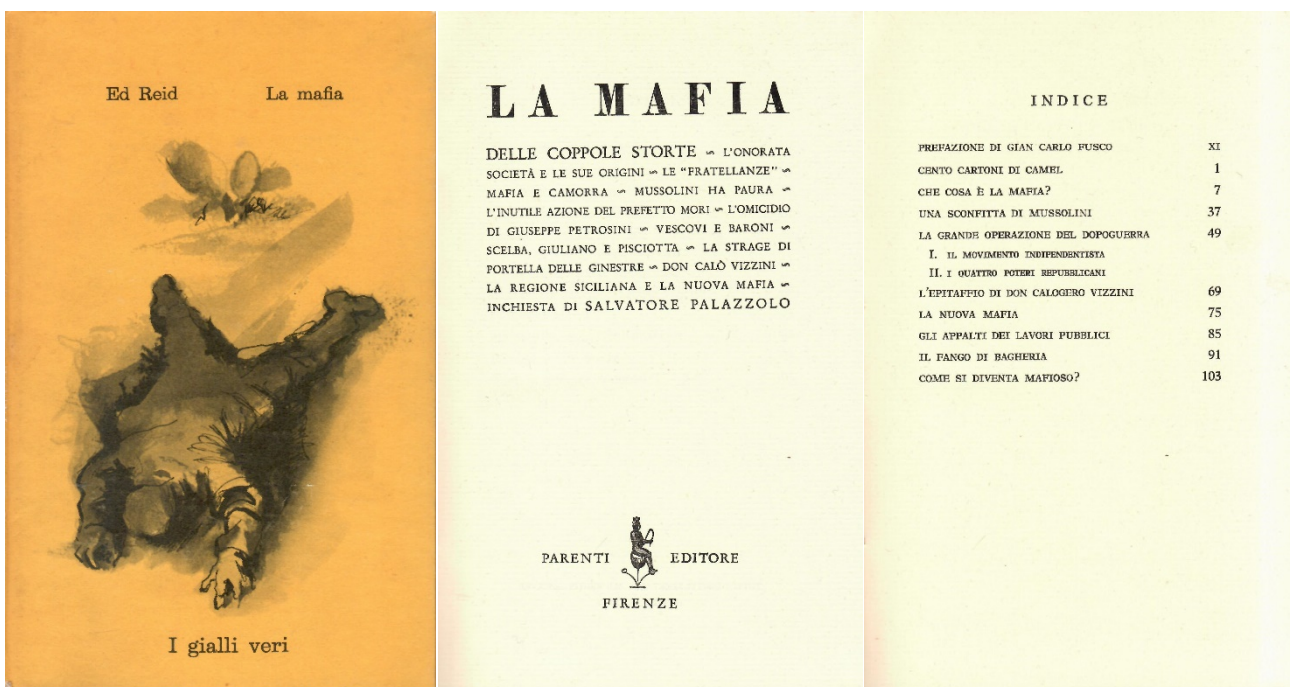 Ed Reid La mafia
I gialli veri
LA MAFIA
DELLE COPPOLE STORTE ~ L'ONORATA
SOCIETÀ E LE SUE ORIGINI ~ LE "FRATELLANZE" ~
MAFIA E CAMORRA ~ MUSSOLINI HA PAURA ~
L'INUTILE AZIONE DEL PREFETTO MORI ~ L'OMICIDIO
DI GIUSEPPE PETROSINI ~ VESCOVI E BARONI ~
SCELBA, GIULIANO E PISCIOTTA ~ LA STRAGE DI
PORTELLA DELLE GINESTRE ~ DON CALÒ VIZZINI ~
LA REGIONE SICILIANA E LA NUOVA MAFIA ~
INCHIESTA DI SALVATORE PALAZZOLO
PARENTI EDITORE
FIRENZE
INDICE
PREFAZIONE DI GIAN CARLO FUSCO XI
CENTO CARTONI DI CAMEL 1
CHE COSA È LA MAFIA? 7
UNA SCONFITTA DI MUSSOLINI 37
LA GRANDE OPERAZIONE DEL DOPOGUERRA 49
I. IL MOVIMENTO INDIPENDENTISTA
II. I QUATTRO POTERI REPUBBLICANI
L'EPITAFFIO DI DON CALOGERO VIZZINI 69
LA NUOVA MAFIA 75
GLI APPALTI DEI LAVORI PUBBLICI 85
IL FANGO DI BAGHERIA 91
COME SI DIVENTA MAFIOSO? 103